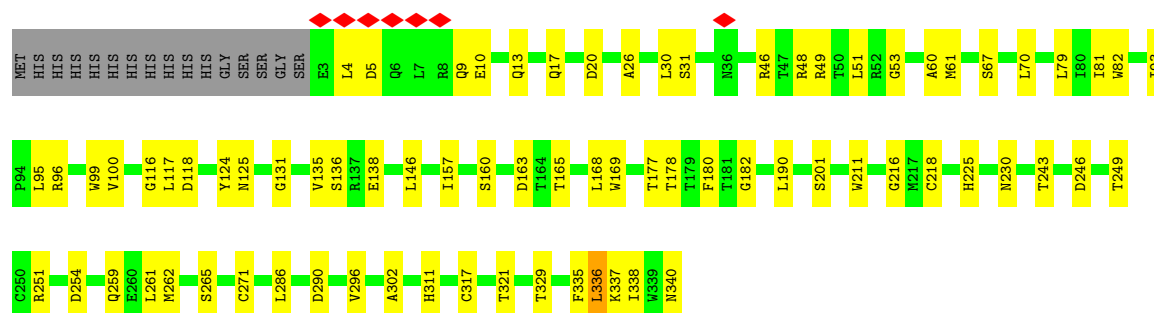 MET HIS HIS HIS HIS HIS HIS HIS HIS HIS HIS GLY SER SER GLY SER E3 L4 D5 Q6 L7 R8 Q9 E10 Q13 Q17 D20 A26 L30 S31 N36 R46 T47 R48 R49 T50 L51 R52 G53 A60 M61 S67 L70 L79 I80 I81 W82
P94 L95 R96 W99 V100 G116 L117 D118 Y124 N125 G131 V135 S136 R137 E138 L146 I157 S160 D163 T164 T165 L168 W169 T177 T178 T179 F180 T181 G182 L190 S201 W211 G216 M217 C218 H225 N230 T243 D246 T249
C250 R251 D254 Q259 E260 L261 M262 S265 C271 L286 D290 V296 A302 H311 C317 T321 T329 F335 L336 K337 I338 W339 N340